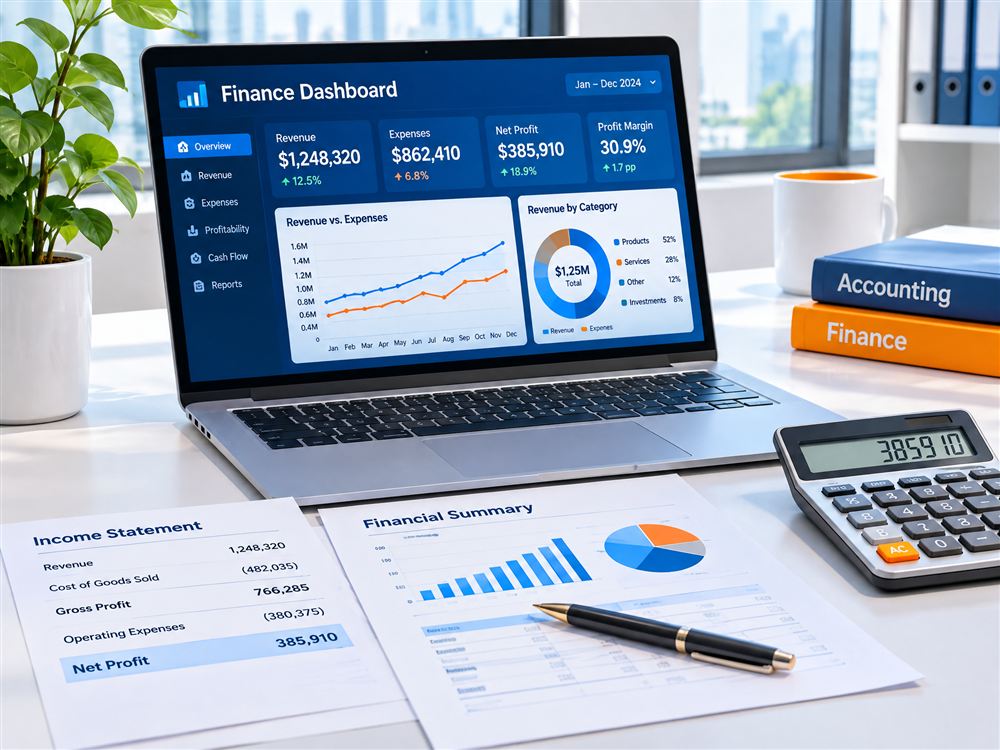 Finance Dashboard
Jan – Dec 2024
Overview
Revenue
Expenses
Profitability
Cash Flow
Reports
Revenue
$1,248,320
12.5%
Expenses
$862,410
6.8%
Net Profit
$385,910
18.9%
Profit Margin
30.9%
1.7 pp
Revenue vs. Expenses
1.6M
1.4M
1.2M
1.0M
0.8M
0.6M
0.4M
0
Jan Feb Mar Apr May Jun Jul Aug Sep Oct Nov Dec
Revenue by Category
$1.25M
Total
Products 52%
Services 28%
Other 12%
Investments 8%
Revenue Expenes
Accounting
Finance
385910
AC
0
Income Statement
Revenue 1,248,320
Cost of Goods Sold (482,035)
Gross Profit 766,285
Operating Expenses (380,375)
Net Profit 385,910
Financial Summary